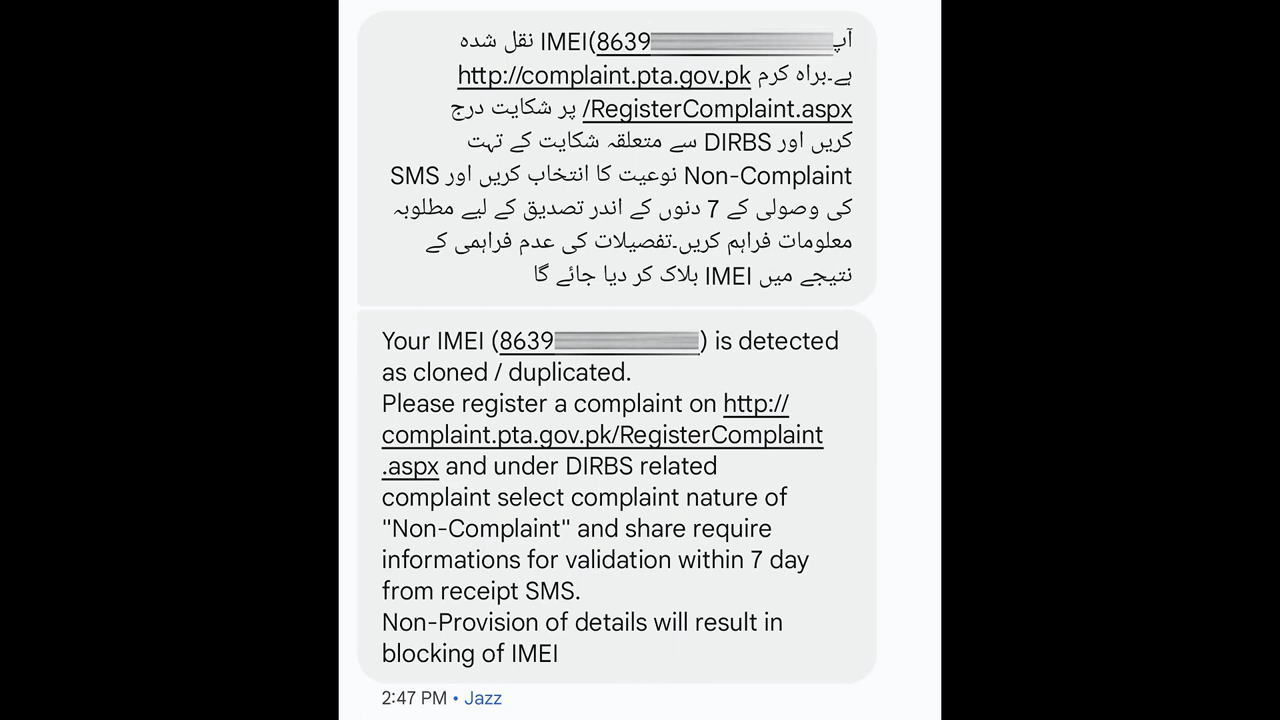 آپ IMEI(8639 نقل شدہ
ہے۔براہ کرم http://complaint.pta.gov.pk
/RegisterComplaint.aspx پر شکایت درج
کریں اور DIRBS سے متعلقہ شکایت کے تہت
Non-Complaint نوعیت کا انتخاب کریں اور SMS
کی وصولی کے 7 دنوں کے اندر تصدیق کے لیے مطلوبہ
معلومات فراہم کریں۔تفصیلات کی عدم فراہمی کے
نتیجے میں IMEI بلاک کر دیا جائے گا
Your IMEI (8639 ) is detected
as cloned / duplicated.
Please register a complaint on http://
complaint.pta.gov.pk/RegisterComplaint
.aspx and under DIRBS related
complaint select complaint nature of
"Non-Complaint" and share require
informations for validation within 7 day
from receipt SMS.
Non-Provision of details will result in
blocking of IMEI
2:47 PM • Jazz